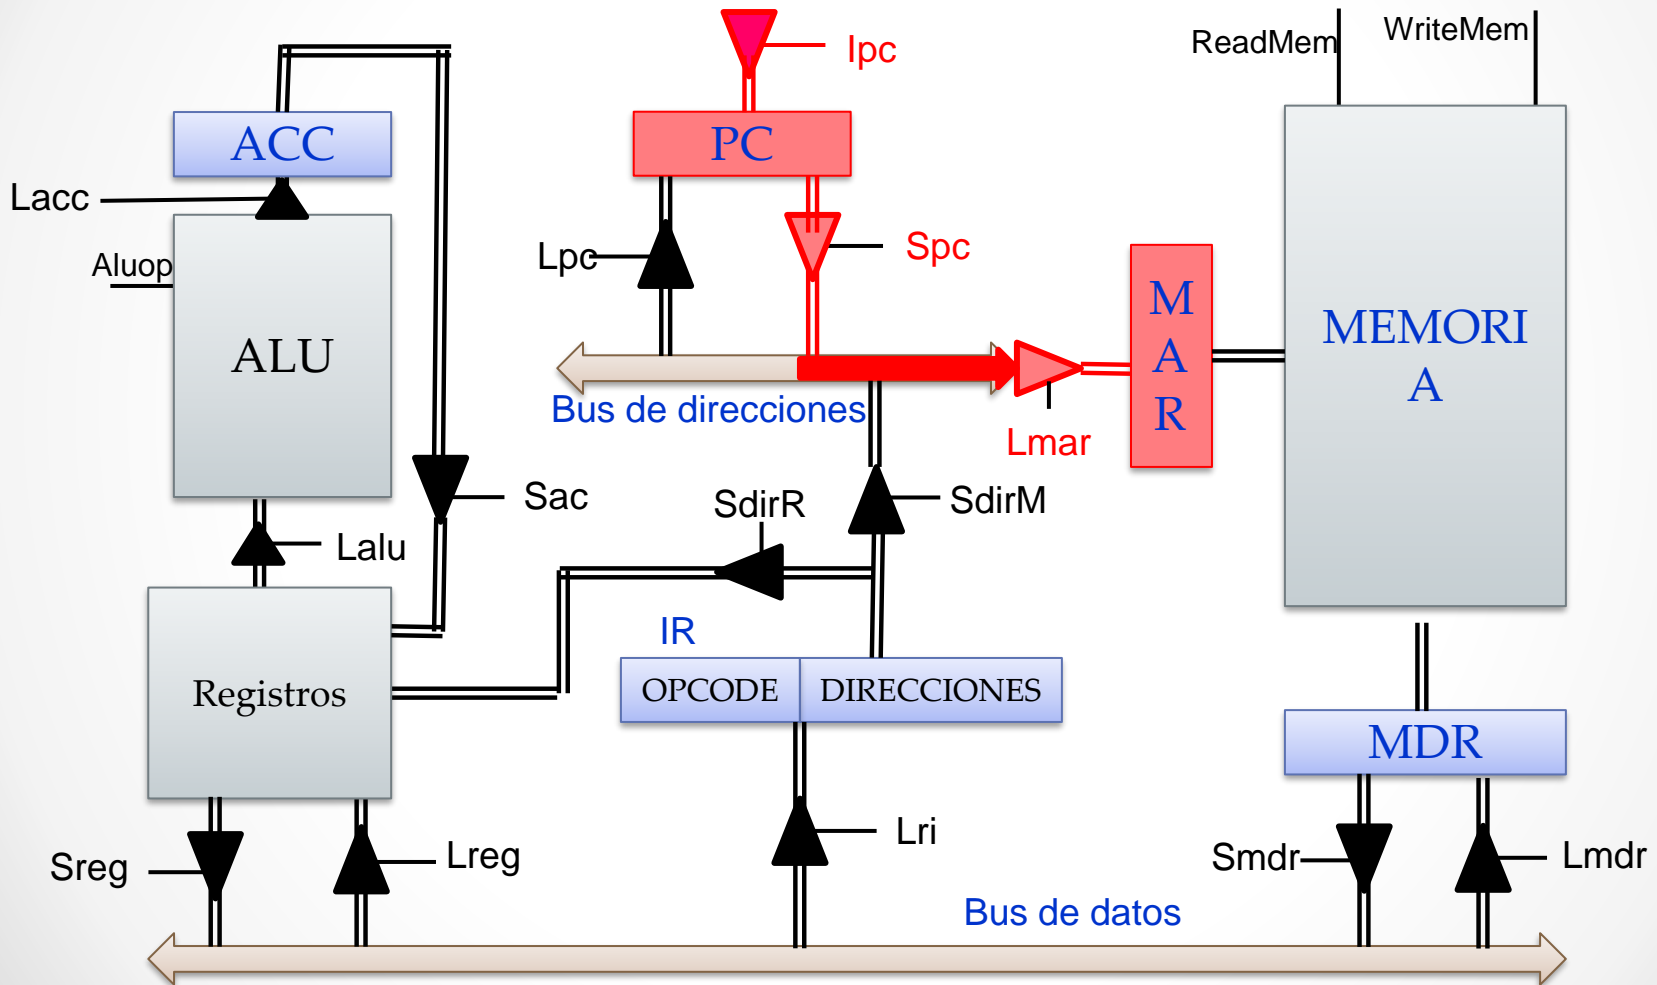 Ipc
ReadMem
WriteMem
ACC
PC
Lacc
Aluop
Lpc
Spc
M
A
R
MEMORI
A
ALU
Bus de direcciones
Lmar
Sac
SdirR
SdirM
Lalu
IR
Registros
OPCODE
DIRECCIONES
MDR
Sreg
Lreg
Lri
Smdr
Lmdr
Bus de datos